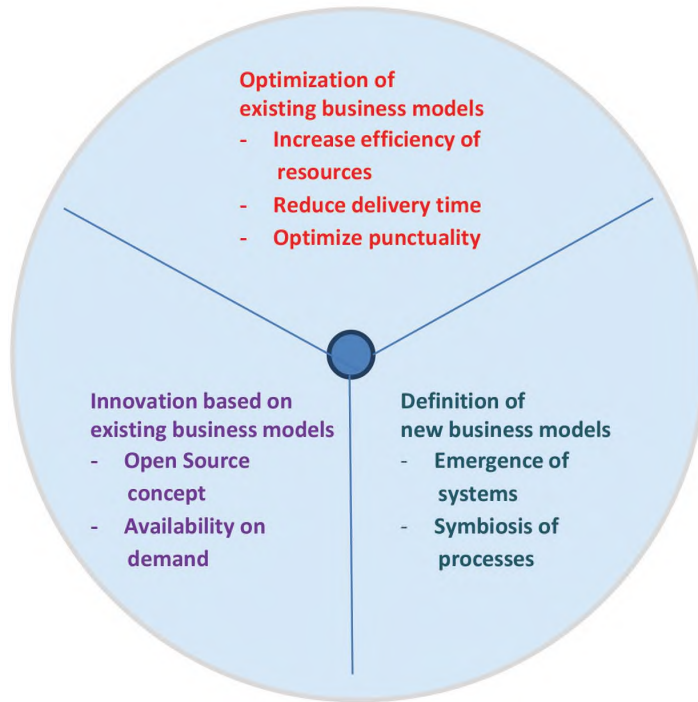 Optimization of
existing business models
- Increase efficiency of
resources
- Reduce delivery time
- Optimize punctuality
Innovation based on
existing business models
- Open Source
concept
- Availability on
demand
Definition of
new business models
- Emergence of
systems
- Symbiosis of
processes